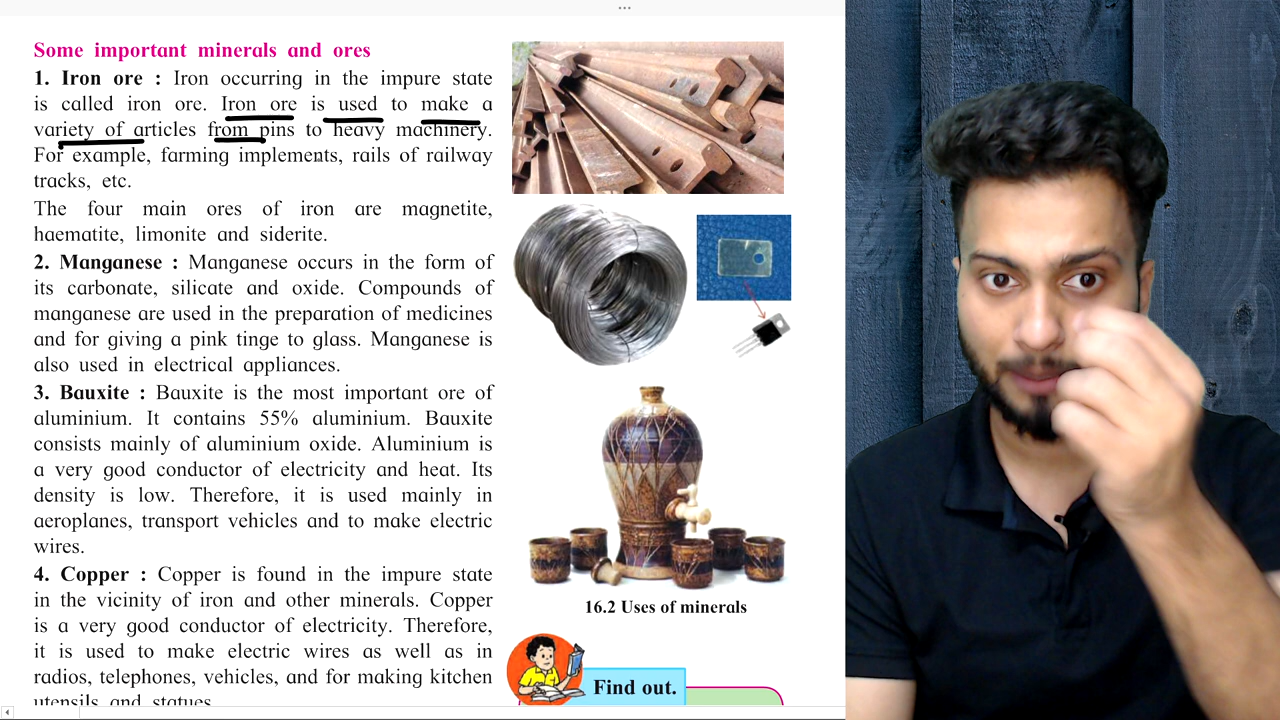 Some important minerals and ores
1. Iron ore : Iron occurring in the impure state
is called iron ore. Iron ore is used to make a
variety of articles from pins to heavy machinery.
For example, farming implements, rails of railway
tracks, etc.
The four main ores of iron are magnetite,
haematite, limonite and siderite.
2. Manganese : Manganese occurs in the form of
its carbonate, silicate and oxide. Compounds of
manganese are used in the preparation of medicines
and for giving a pink tinge to glass. Manganese is
also used in electrical appliances.
3. Bauxite : Bauxite is the most important ore of
aluminium. It contains 55% aluminium. Bauxite
consists mainly of aluminium oxide. Aluminium is
a very good conductor of electricity and heat. Its
density is low. Therefore, it is used mainly in
aeroplanes, transport vehicles and to make electric
wires.
4. Copper : Copper is found in the impure state
in the vicinity of iron and other minerals. Copper
is a very good conductor of electricity. Therefore,
it is used to make electric wires as well as in
radios, telephones, vehicles, and for making kitchen
utensils and statues
16.2 Uses of minerals
Find out.